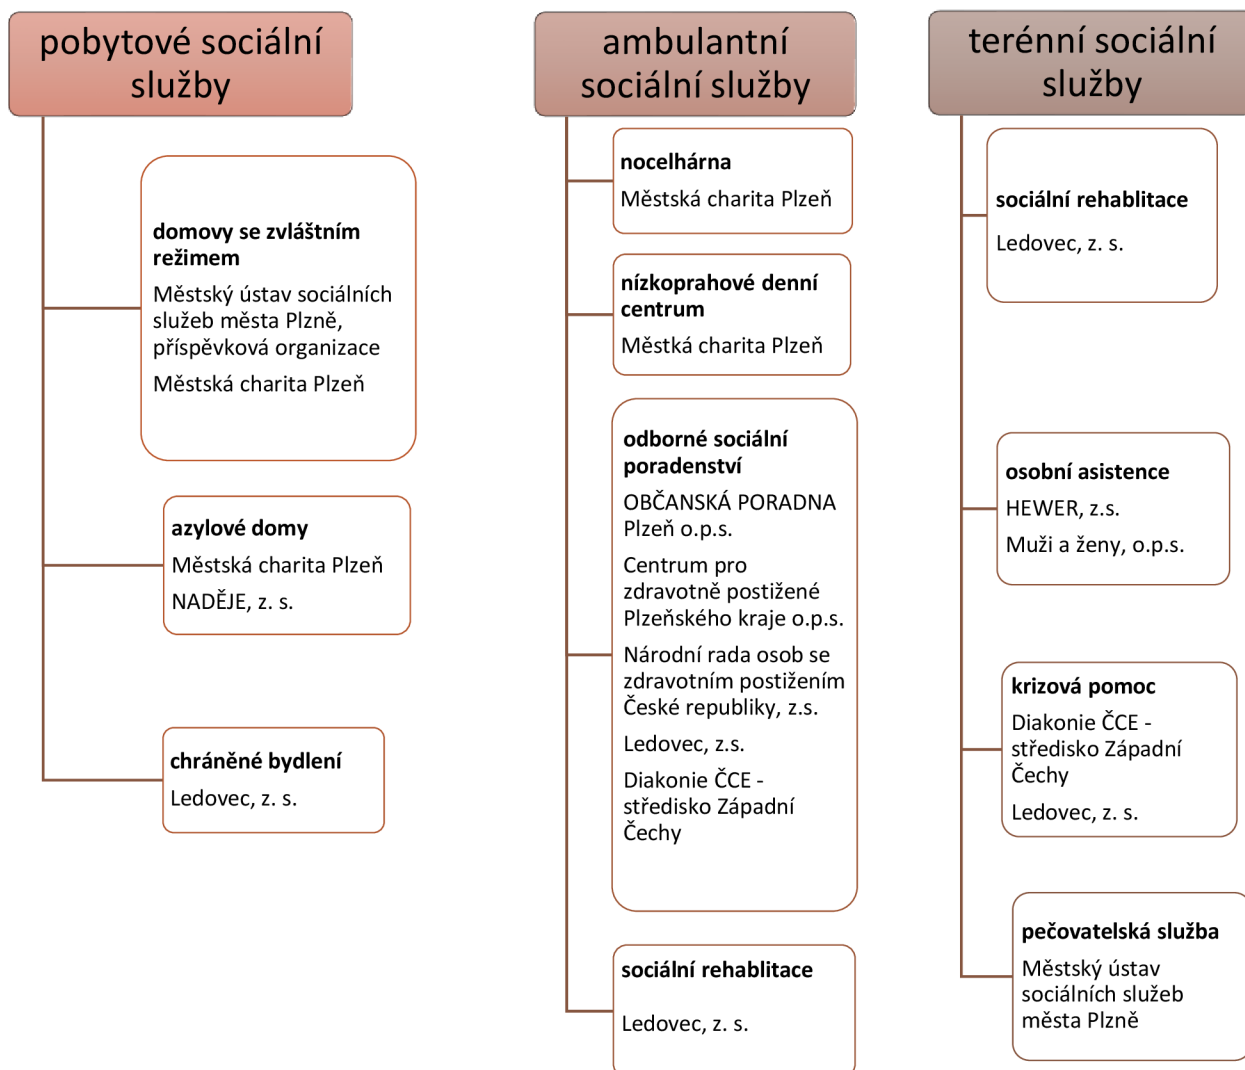 pobytové sociální
služby
domovy se zvláštním
režimem
Městský ústav sociálních
služeb města Plzně,
příspěvková organizace
Městská charita Plzeň
azylové domy
Městská charita Plzeň
NADĚJE, z. s.
chráněné bydlení
Ledovec, z. s.
ambulantní
sociální služby
nocelhárna
Městská charita Plzeň
nízkoprahové denní
centrum
Městká charita Plzeň
odborné sociální
poradenství
OBČANSKÁ PORADNA
Plzeň o.p.s.
Centrum pro
zdravotně postižené
Plzeňského kraje o.p.s.
Národní rada osob se
zdravotním postižením
České republiky, z.s.
Ledovec, z.s.
Diakonie ČCE -
středisko Západní
Čechy
sociální rehablitace
Ledovec, z. s.
terénní sociální
služby
sociální rehablitace
Ledovec, z. s.
osobní asistence
HEWER, z.s.
Muži a ženy, o.p.s.
krizová pomoc
Diakonie ČCE -
středisko Západní
Čechy
Ledovec, z. s.
pečovatelská služba
Městský ústav
sociálních služeb
města Plzně